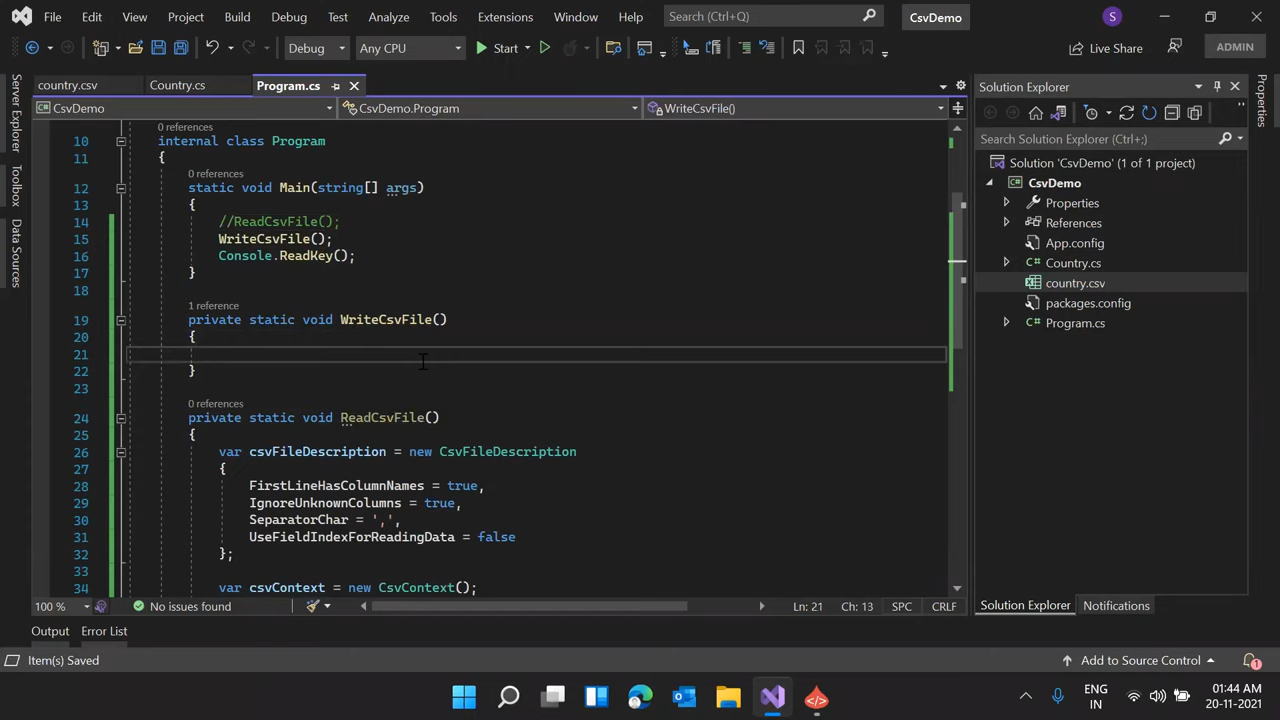 File Edit View Git Project Build Debug Test Analyze Tools Extensions Window Help Search (Ctrl+Q) CsvDemo S
Debug Any CPU Start Live Share ADMIN
country.csv Country.cs Program.cs
CsvDemo CsvDemo.Program WriteCsvFile()
0 references
10 internal class Program
11 {
0 references
12 static void Main(string[] args)
13 {
14 //ReadCsvFile();
15 WriteCsvFile();
16 Console.ReadKey();
17 }
18
1 reference
19 private static void WriteCsvFile()
20 {
21
22 }
23
0 references
24 private static void ReadCsvFile()
25 {
26 var csvFileDescription = new CsvFileDescription
27 {
28 FirstLineHasColumnNames = true,
29 IgnoreUnknownColumns = true,
30 SeparatorChar = ',',
31 UseFieldIndexForReadingData = false
32 };
33
34 var csvContext = new CsvContext();
100 % No issues found Ln: 21 Ch: 13 SPC CRLF
Server Explorer
Toolbox
Data Sources
Solution Explorer
Search Solution Explorer (Ctrl+;)
Solution 'CsvDemo' (1 of 1 project)
CsvDemo
Properties
References
App.config
Country.cs
country.csv
packages.config
Program.cs
Solution Explorer Notifications
Properties
Output Error List
Item(s) Saved Add to Source Control 1
ENG
IN
01:44 AM
20-11-2021